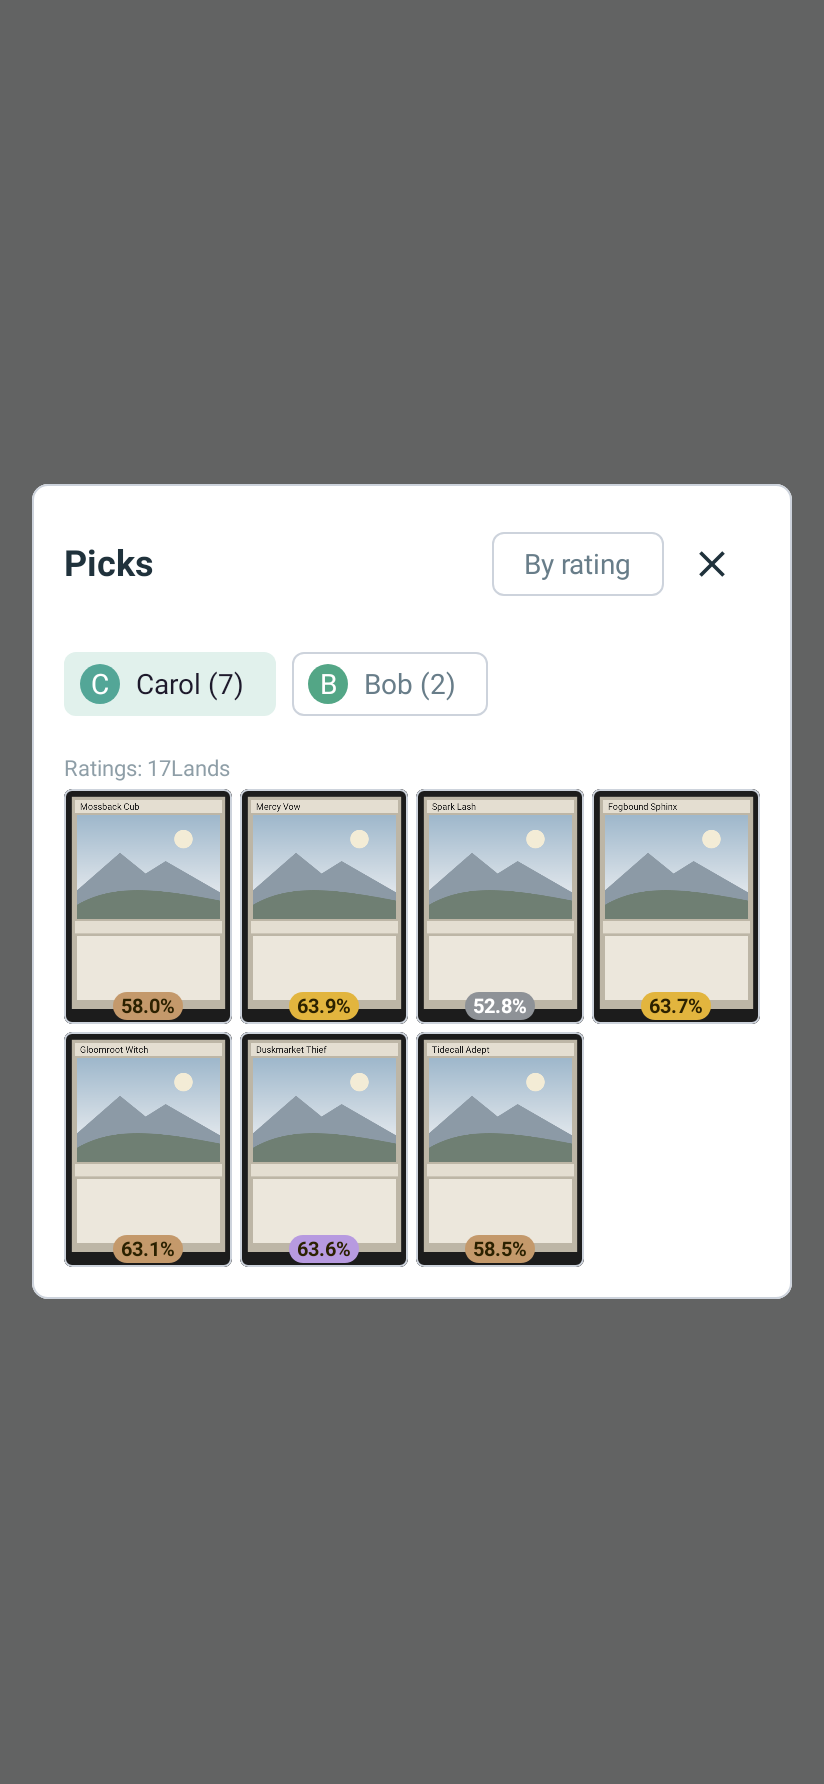 Picks
By rating
C Carol (7)
B Bob (2)
Ratings: 17Lands
Mossback Cub
Mercy Vow
Spark Lash
Fogbound Sphinx
58.0%
63.9%
52.8%
63.7%
Gloomroot Witch
Duskmarket Thief
Tidecall Adept
63.1%
63.6%
58.5%